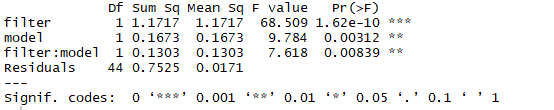 Df Sum Sq Mean Sq F value Pr(>F)
filter 1 1.1717 1.1717 68.509 1.62e-10 ***
model 1 0.1673 0.1673 9.784 0.00312 **
filter:model 1 0.1303 0.1303 7.618 0.00839 **
Residuals 44 0.7525 0.0171
---
Signif. codes: 0 ‘***’ 0.001 ‘**’ 0.01 ‘*’ 0.05 ‘.’ 0.1 ‘ ’ 1